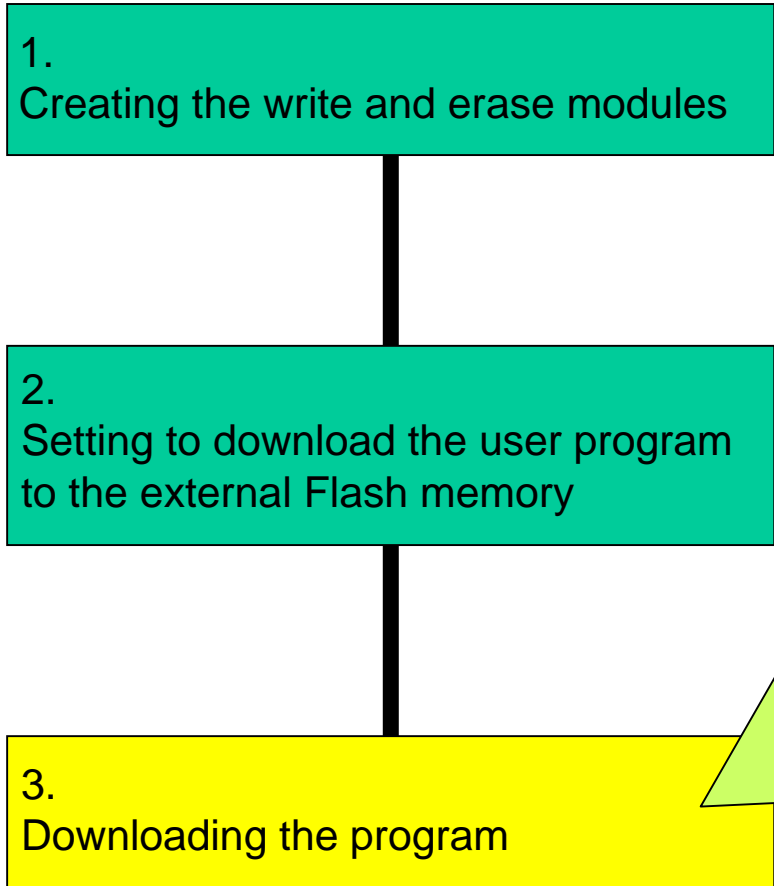 1.
Creating the write and erase modules
2.
Setting to download the user program
to the external Flash memory
3.
Downloading the program